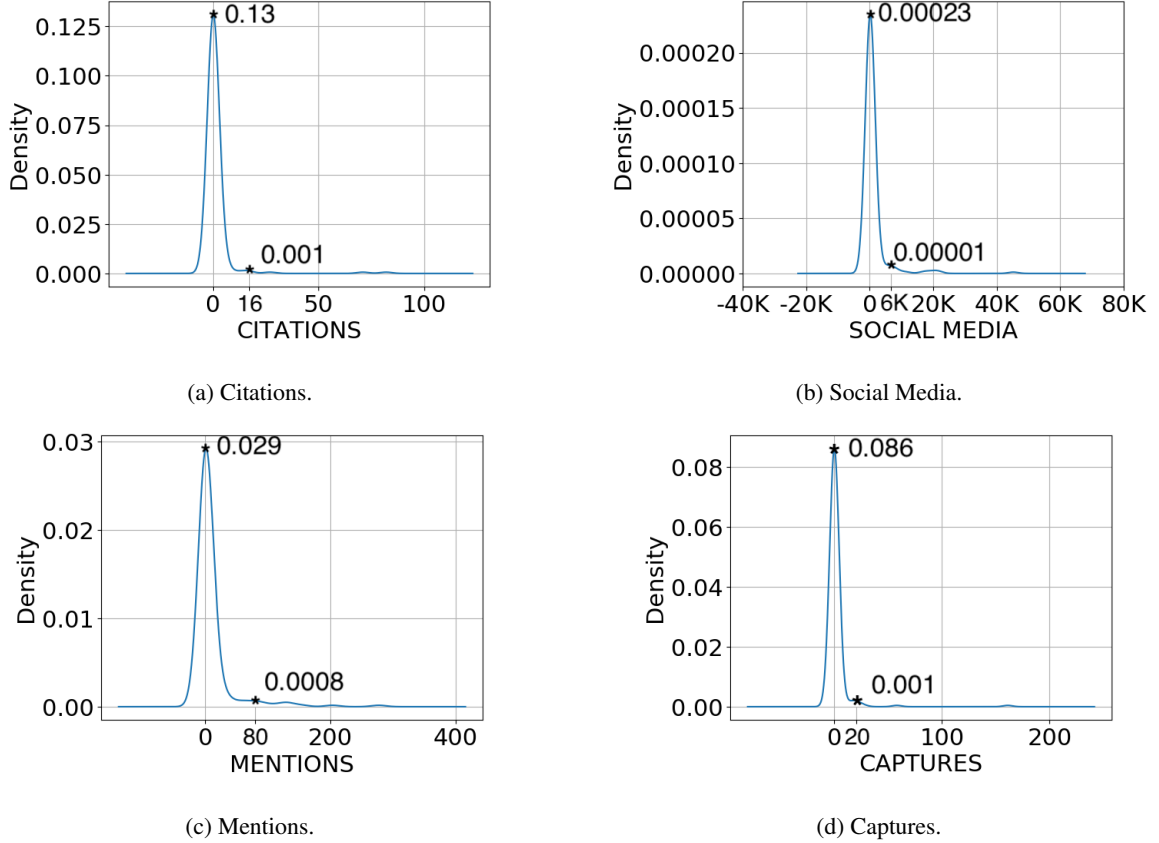 0.125
0.100
0.075
0.050
0.025
0.000
Density
0.13
0.001
0 16 50 100
CITATIONS
(a) Citations.
0.00020
0.00015
0.00010
0.00005
0.00000
Density
0.00023
0.00001
-40K -20K 0 6K 20K 40K 60K 80K
SOCIAL MEDIA
(b) Social Media.
0.03
0.02
0.01
0.00
Density
0.029
0.0008
0 80 200 400
MENTIONS
(c) Mentions.
0.08
0.06
0.04
0.02
0.00
Density
0.086
0.001
0 20 100 200
CAPTURES
(d) Captures.